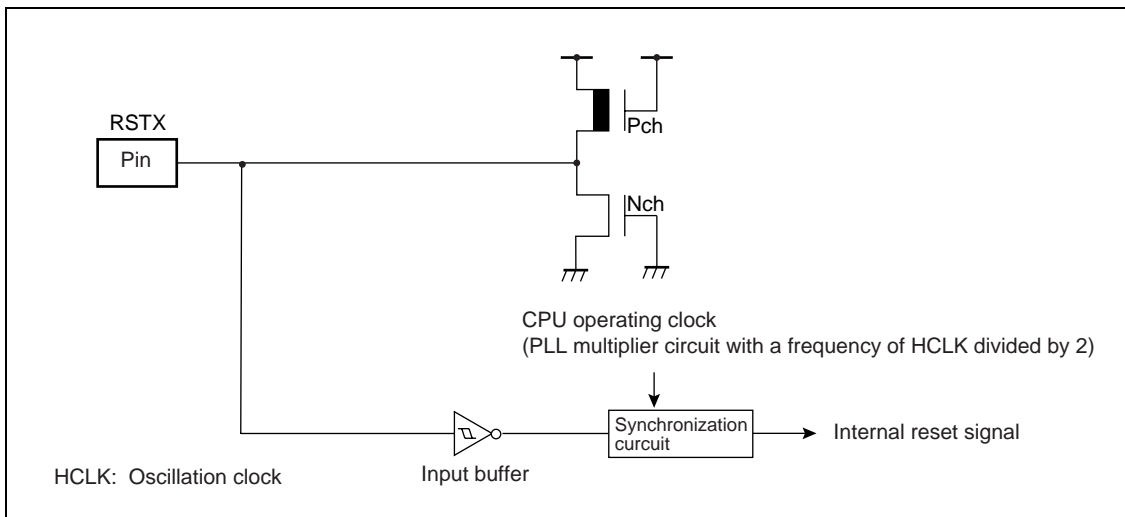 RSTX
Pin
Pch
Nch
CPU operating clock
(PLL multiplier circuit with a frequency of HCLK divided by 2)
Synchronization
curcuit
Internal reset signal
Input buffer
HCLK: Oscillation clock